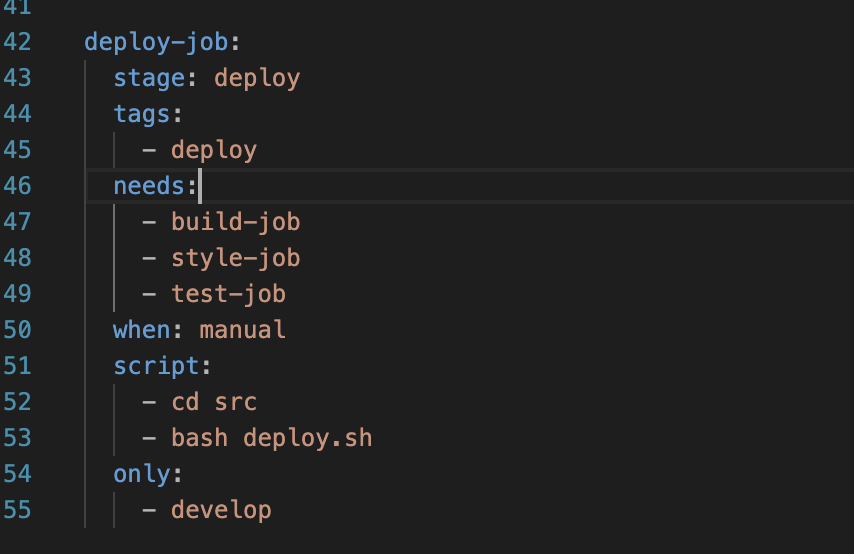 41
42 deploy-job:
43 stage: deploy
44 tags:
45 - deploy
46 needs:
47 - build-job
48 - style-job
49 - test-job
50 when: manual
51 script:
52 - cd src
53 - bash deploy.sh
54 only:
55 - develop